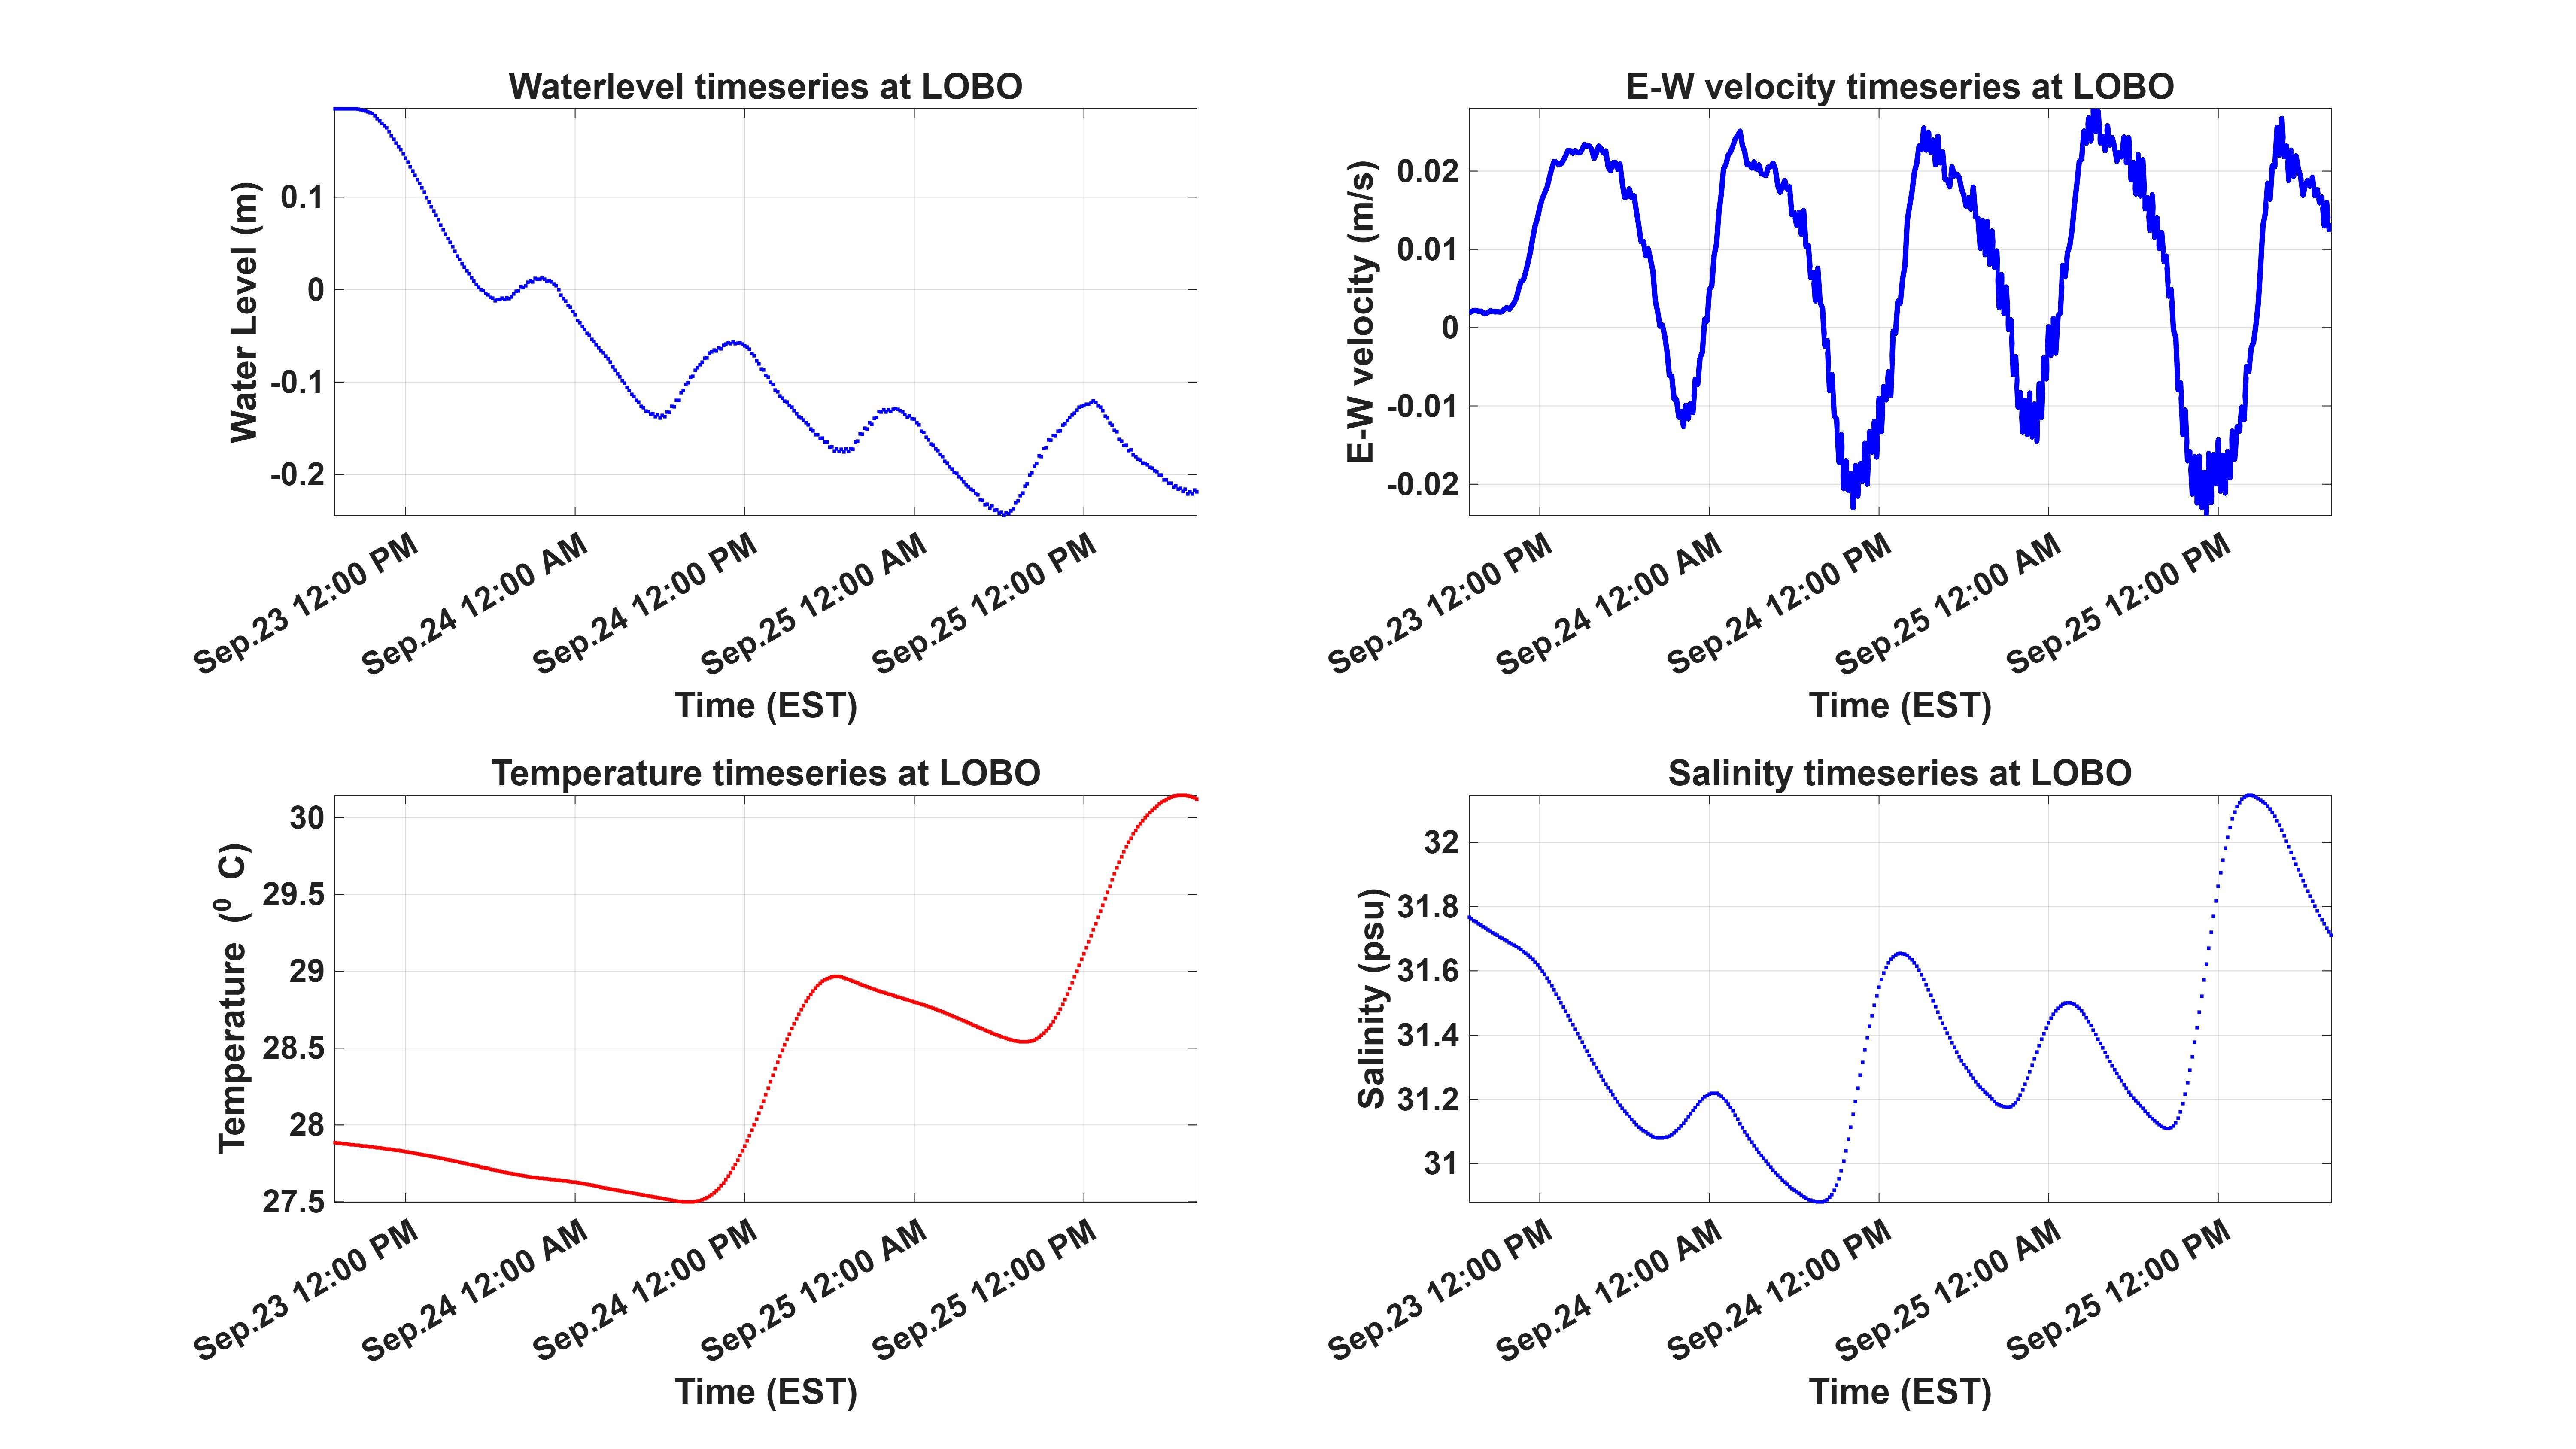 Waterlevel timeseries at LOBO
Water Level (m)
0.1
0
-0.1
-0.2
Sep.23 12:00 PM
Sep.24 12:00 AM
Sep.24 12:00 PM
Sep.25 12:00 AM
Sep.25 12:00 PM
Time (EST)
E-W velocity timeseries at LOBO
E-W velocity (m/s)
0.02
0.01
0
-0.01
-0.02
Sep.23 12:00 PM
Sep.24 12:00 AM
Sep.24 12:00 PM
Sep.25 12:00 AM
Sep.25 12:00 PM
Time (EST)
Temperature timeseries at LOBO
Temperature (⁰ C)
30
29.5
29
28.5
28
27.5
Sep.23 12:00 PM
Sep.24 12:00 AM
Sep.24 12:00 PM
Sep.25 12:00 AM
Sep.25 12:00 PM
Time (EST)
Salinity timeseries at LOBO
Salinity (psu)
32
31.8
31.6
31.4
31.2
31
Sep.23 12:00 PM
Sep.24 12:00 AM
Sep.24 12:00 PM
Sep.25 12:00 AM
Sep.25 12:00 PM
Time (EST)